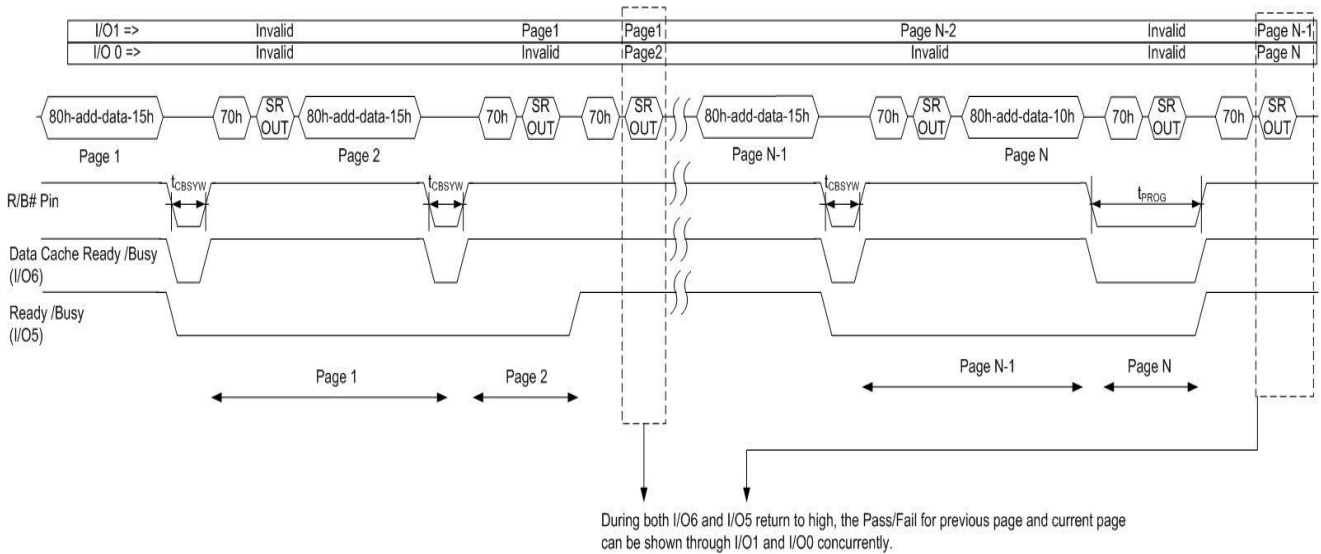 I/O1 => Invalid Page1 Page1 Page N-2 Invalid Page N-1
I/O 0 => Invalid Invalid Page2 Invalid Invalid Page N
80h-add-data-15h 70h SR OUT 80h-add-data-15h 70h SR OUT 70h SR OUT 80h-add-data-15h 70h SR OUT 80h-add-data-10h 70h SR OUT 70h SR OUT
Page 1 Page 2 Page N-1 Page N
R/B# Pin tCBSYW tCBSYW tCBSYW tPROG
Data Cache Ready /Busy
(I/O6)
Ready /Busy
(I/O5)
Page 1 Page 2 Page N-1 Page N
During both I/O6 and I/O5 return to high, the Pass/Fail for previous page and current page
can be shown through I/O1 and I/O0 concurrently.